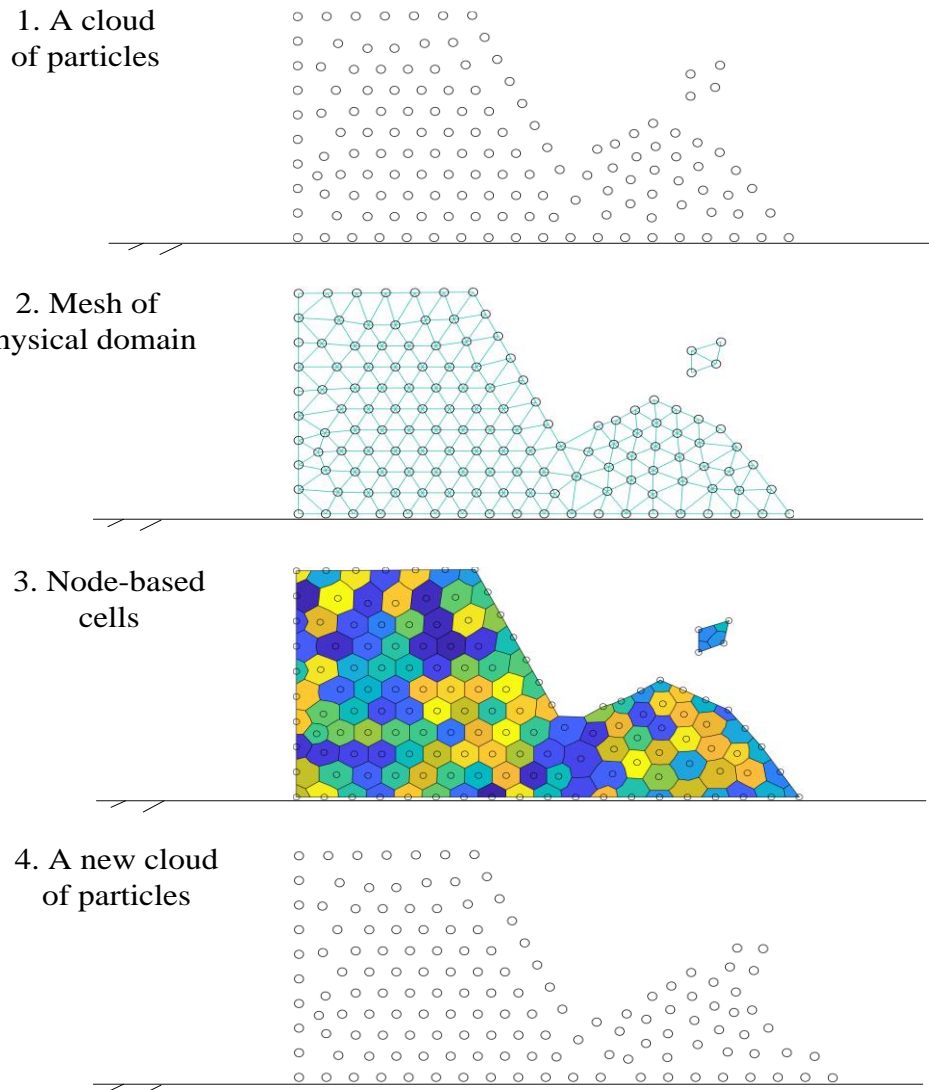 1. A cloud
of particles
2. Mesh of
hysical domain
3. Node-based
cells
4. A new cloud
of particles